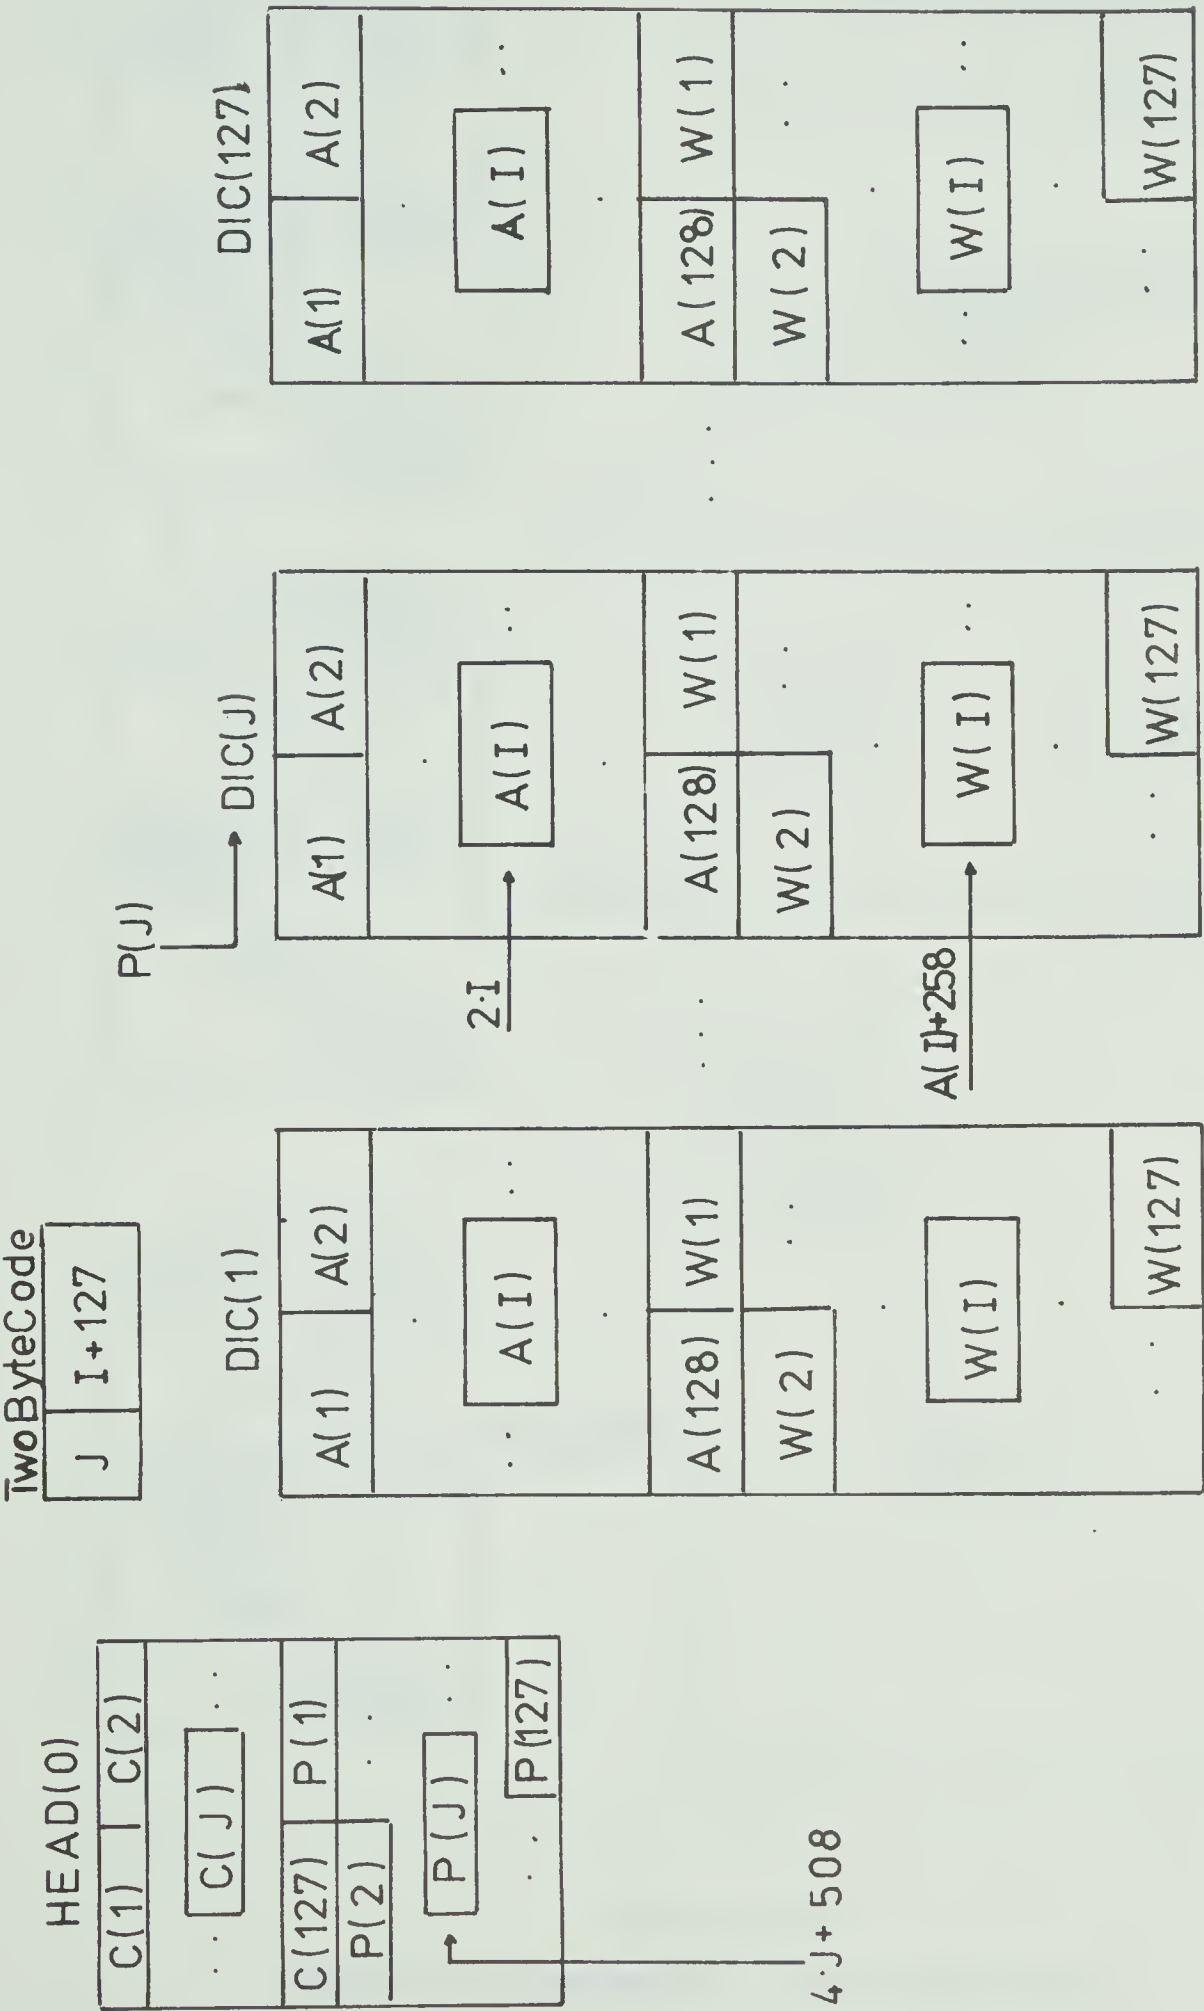 TwoByteCode
J I+127
HEAD(0)
C(1) C(2)
C(J)
C(127) P(1)
P(2)
P(J)
P(127)
4·J+508
DIC(1)
A(1) A(2)
A(I)
A(128) W(1)
W(2)
W(I)
W(127)
P(J)
DIC(J)
A(1) A(2)
2·I
A(I)
A(128) W(1)
W(2)
A(I)+258
W(I)
W(127)
DIC(127)
A(1) A(2)
A(I)
A(128) W(1)
W(2)
W(I)
W(127)